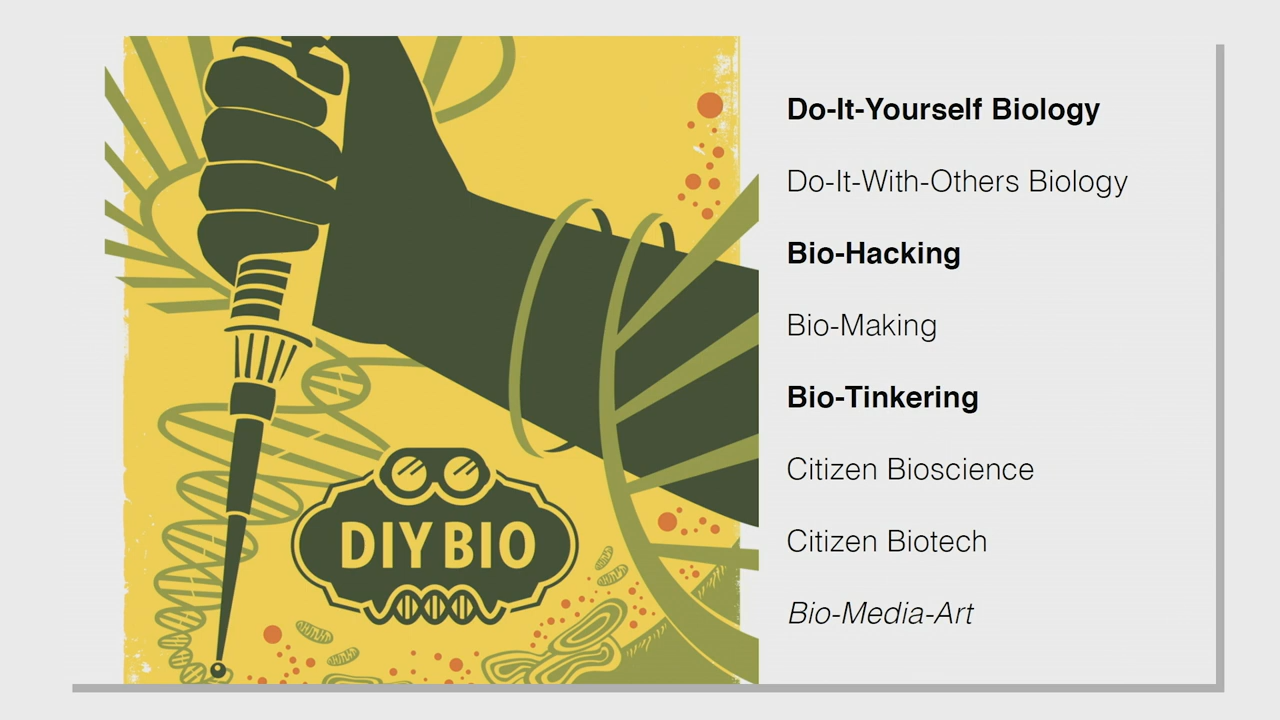 DIY BIO
Do-It-Yourself Biology
Do-It-With-Others Biology
Bio-Hacking
Bio-Making
Bio-Tinkering
Citizen Bioscience
Citizen Biotech
Bio-Media-Art